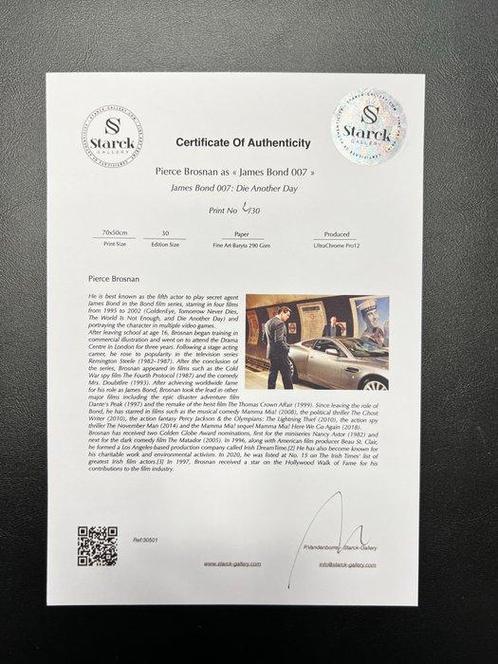 STARCK-GALLERY.COM
SS
Starck
GALLERY
STARCK-GALLERY.COM
SS
Starck
GALLERY
Certificate Of Authenticity
Pierce Brosnan as « James Bond 007 »
James Bond 007: Die Another Day
Print No /30
70x50cm
Print Size
30
Edition Size
Paper
Fine Art Baryta 290 Gsm
Produced
UltraChrome Pro12
Pierce Brosnan
He is best known as the fifth actor to play secret agent
James Bond in the Bond film series, starring in four films
from 1995 to 2002 (GoldenEye, Tomorrow Never Dies,
The World Is Not Enough, and Die Another Day) and
portraying the character in multiple video games.
After leaving school at age 16, Brosnan began training in
commercial illustration and went on to attend the Drama
Centre in London for three years. Following a stage acting
career, he rose to popularity in the television series
Remington Steele (1982–1987). After the conclusion of
the series, Brosnan appeared in films such as the Cold
War spy film The Fourth Protocol (1987) and the comedy
Mrs. Doubtfire (1993). After achieving worldwide fame
for his role as James Bond, Brosnan took the lead in other
major films including the epic disaster adventure film
Dante's Peak (1997) and the remake of the heist film The Thomas Crown Affair (1999). Since leaving the role of
Bond, he has starred in films such as the musical comedy Mamma Mia! (2008), the political thriller The Ghost
Writer (2010), the action fantasy Percy Jackson & the Olympians: The Lightning Thief (2010), the action spy
thriller The November Man (2014) and the Mamma Mia! sequel Mamma Mia! Here We Go Again (2018).
Brosnan has received two Golden Globe Award nominations, first for the miniseries Nancy Astor (1982) and
next for the dark comedy film The Matador (2005). In 1996, along with American film producer Beau St. Clair,
he formed a Los Angeles-based production company called Irish DreamTime.[2] He has also become known for
his charitable work and environmental activism. In 2020, he was listed at No. 15 on The Irish Times' list of
greatest Irish film actors.[3] In 1997, Brosnan received a star on the Hollywood Walk of Fame for his
contributions to the film industry.
Ref:30501
P.Vandenborre, Starck-Gallery
www.starck-gallery.com
info@starck-gallery.com